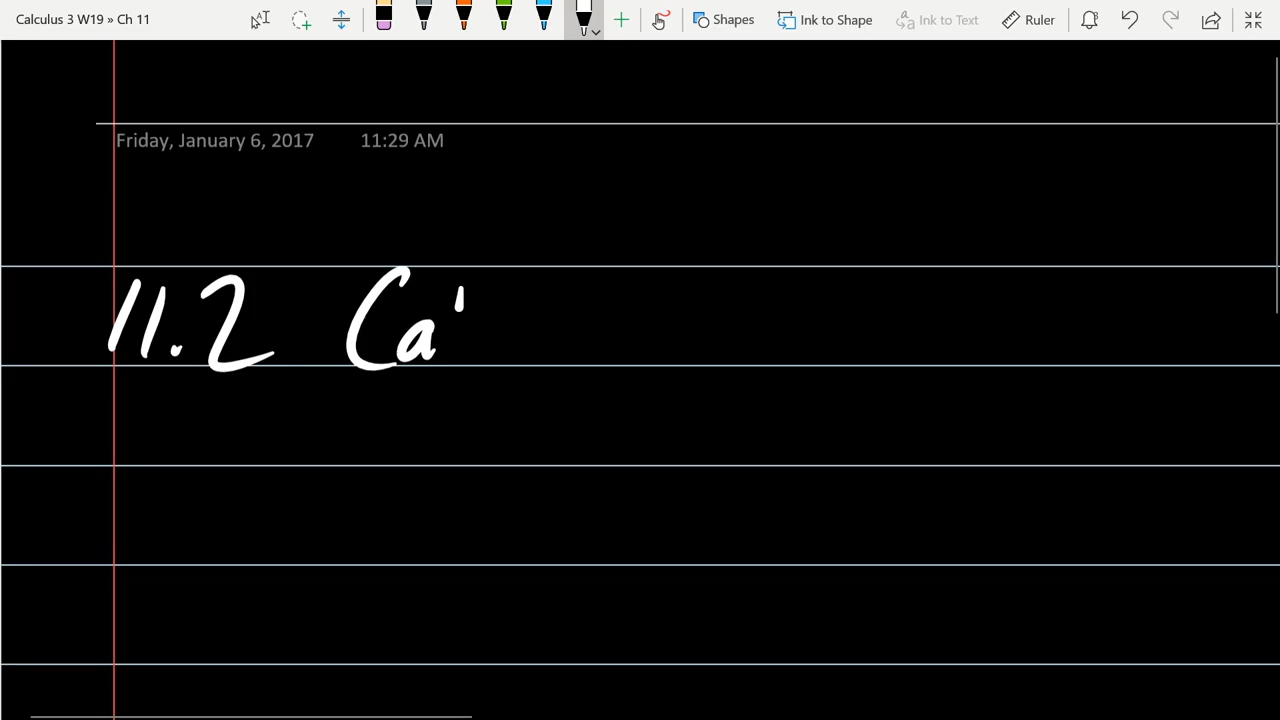 Calculus 3 W19 » Ch 11 Shapes Ink to Shape Ink to Text Ruler
Friday, January 6, 2017 11:29 AM
11.2 Ca